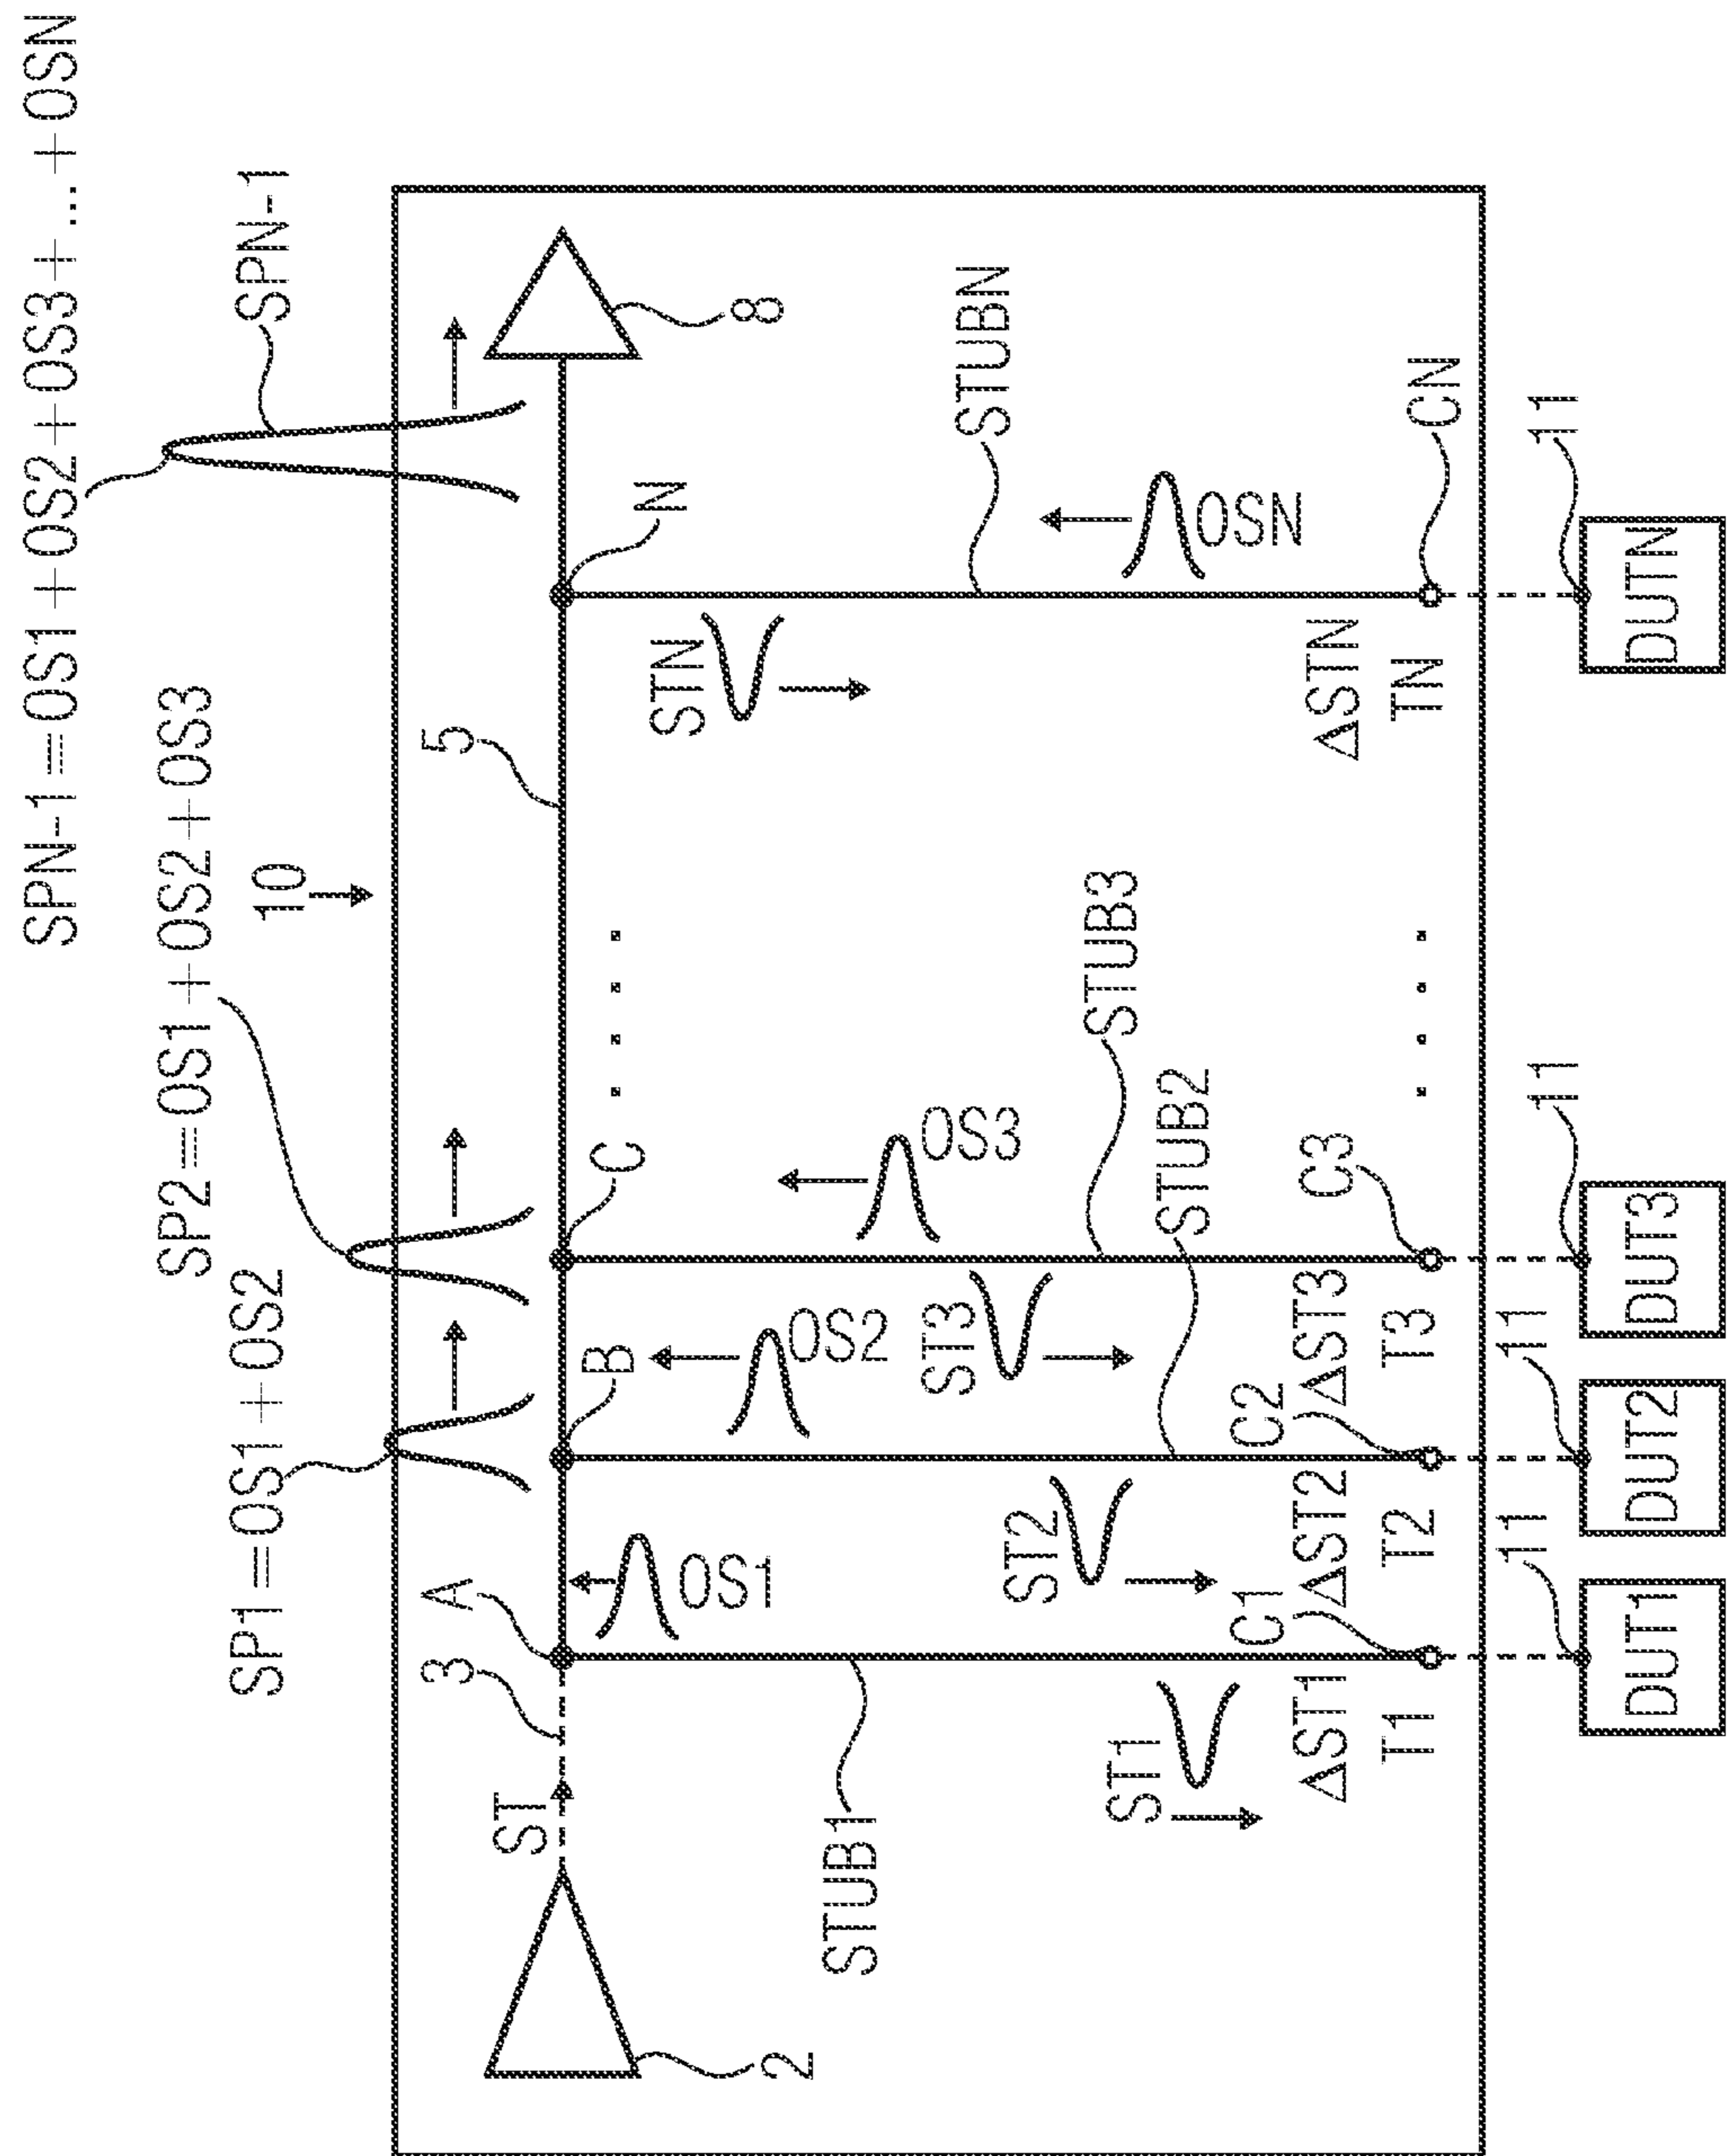 SPN-1=OS1+OS2+OS3+...+OSN
SPN-1
SP2=OS1+OS2+OS3
SP1=OS1+OS2
10
ST
3
A
B
C
5
N
8
2
OS1
OS2
OS3
OSN
STUB1
STUB2
STUB3
STUBN
ST1
ST2
ST3
STN
C1
C2
C3
CN
ΔST1
ΔST2
ΔST3
ΔSTN
T1
T2
T3
TN
11
11
11
11
DUT1
DUT2
DUT3
DUTN